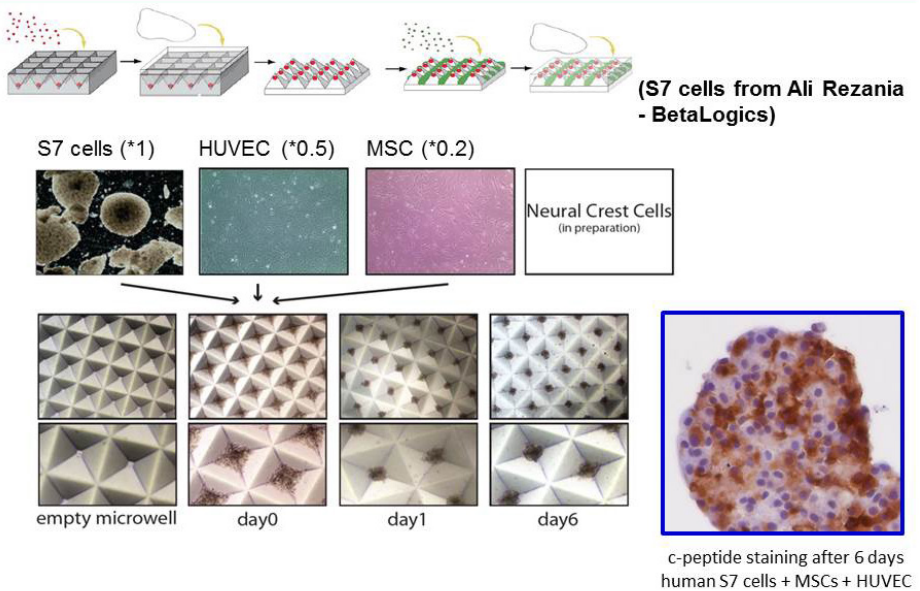 (S7 cells from Ali Rezania
- BetaLogics)
S7 cells (*1)
HUVEC (*0.5)
MSC (*0.2)
Neural Crest Cells
(in preparation)
empty microwell
day0
day1
day6
c-peptide staining after 6 days
human S7 cells + MSCs + HUVEC